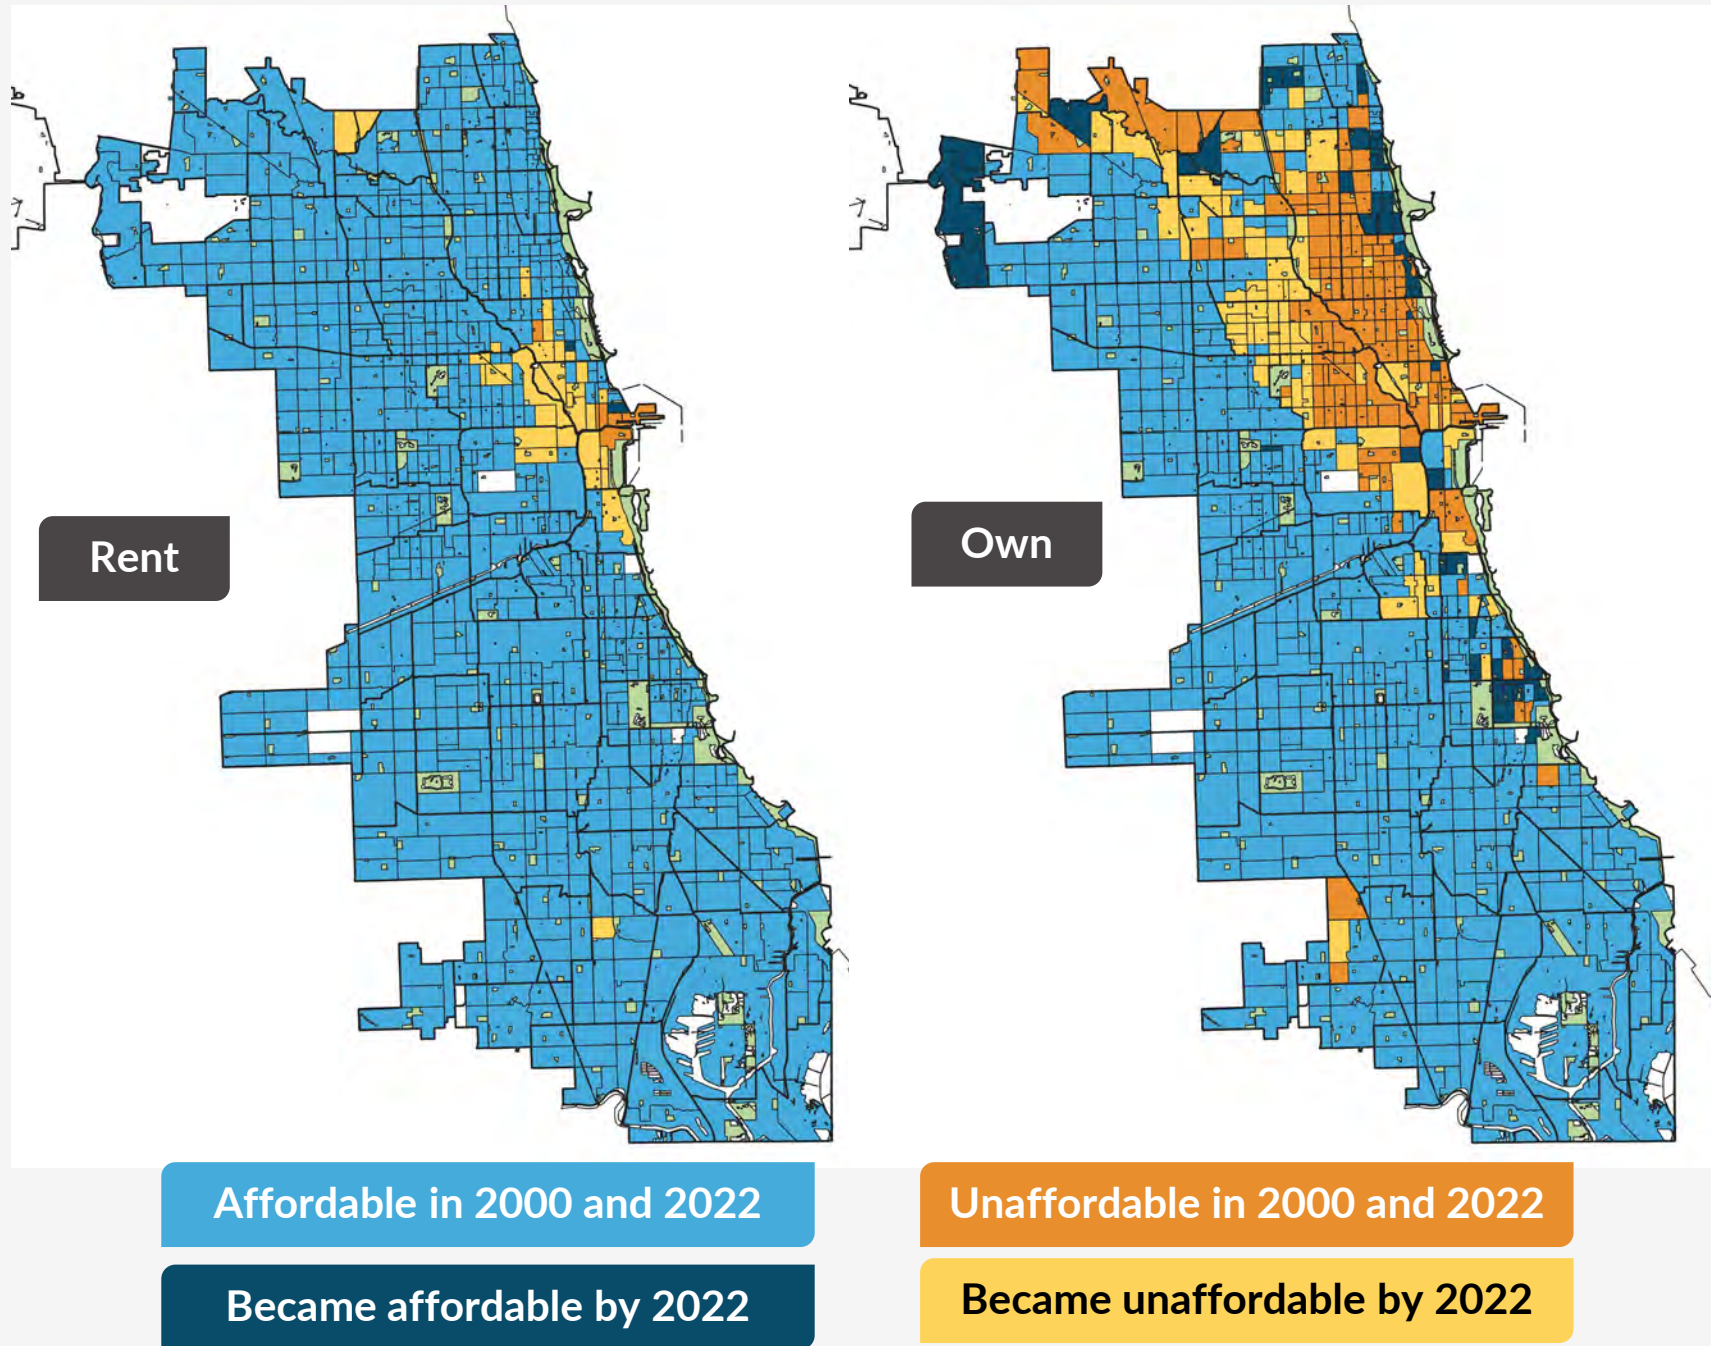 Rent
Own
Affordable in 2000 and 2022
Unaffordable in 2000 and 2022
Became affordable by 2022
Became unaffordable by 2022